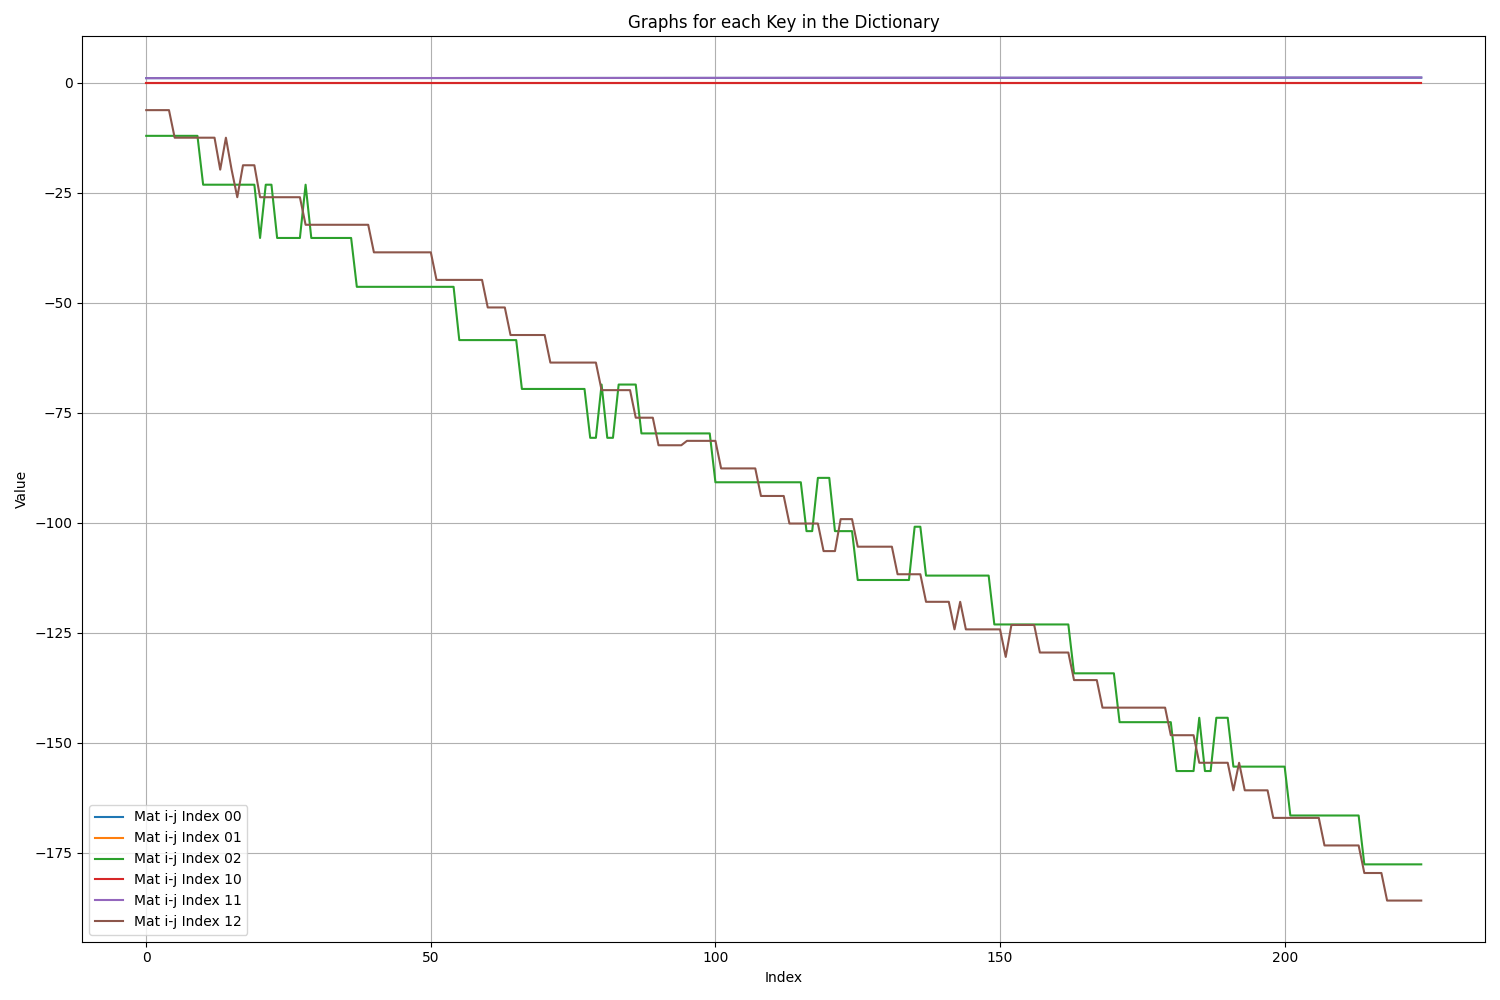 Graphs for each Key in the Dictionary
0
−25
−50
−75
−100
−125
−150
−175
Value
Mat i-j Index 00
Mat i-j Index 01
Mat i-j Index 02
Mat i-j Index 10
Mat i-j Index 11
Mat i-j Index 12
0 50 100 150 200
Index